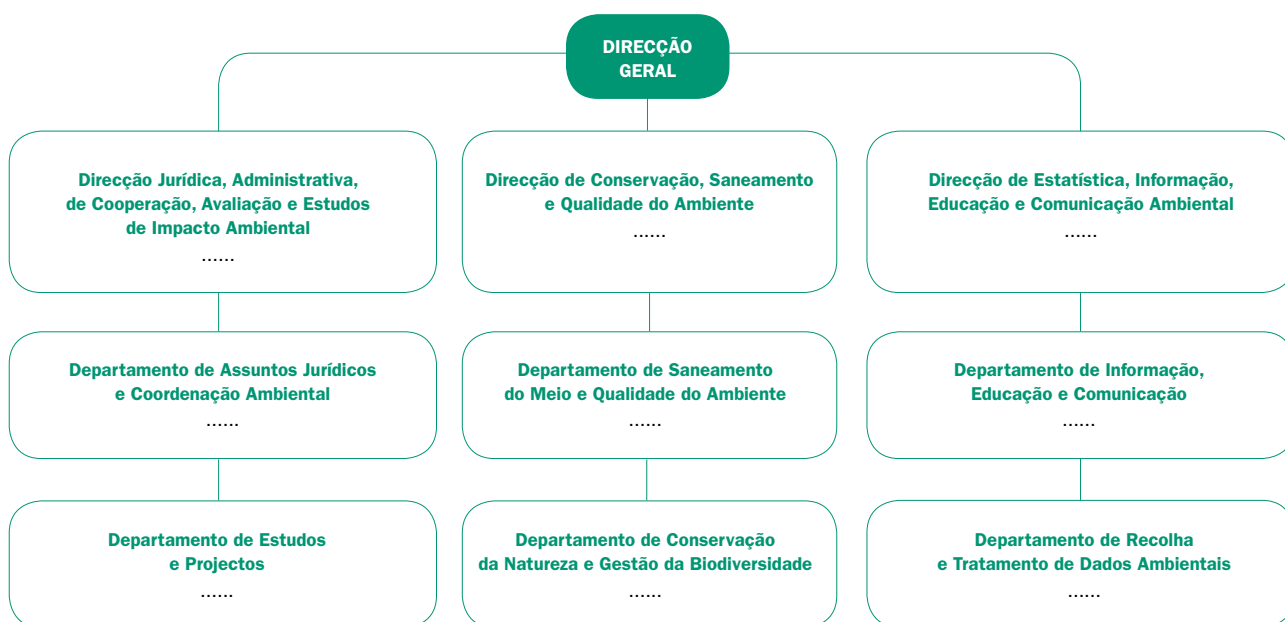 DIRECÇÃO
GERAL
Direcção Jurídica, Administrativa,
de Cooperação, Avaliação e Estudos
de Impacto Ambiental
......
Direcção de Conservação, Saneamento
e Qualidade do Ambiente
......
Direcção de Estatística, Informação,
Educação e Comunicação Ambiental
......
Departamento de Assuntos Jurídicos
e Coordenação Ambiental
......
Departamento de Saneamento
do Meio e Qualidade do Ambiente
......
Departamento de Informação,
Educação e Comunicação
......
Departamento de Estudos
e Projectos
......
Departamento de Conservação
da Natureza e Gestão da Biodiversidade
......
Departamento de Recolha
e Tratamento de Dados Ambientais
......